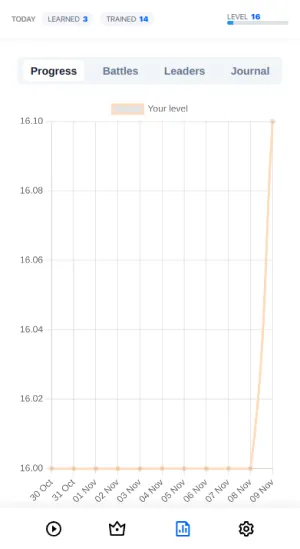 TODAY LEARNED 3 TRAINED 14 LEVEL 16
Progress Battles Leaders Journal
Your level
16.10
16.08
16.06
16.04
16.02
16.00
30 Oct 31 Oct 01 Nov 02 Nov 03 Nov 04 Nov 05 Nov 06 Nov 07 Nov 08 Nov 09 Nov